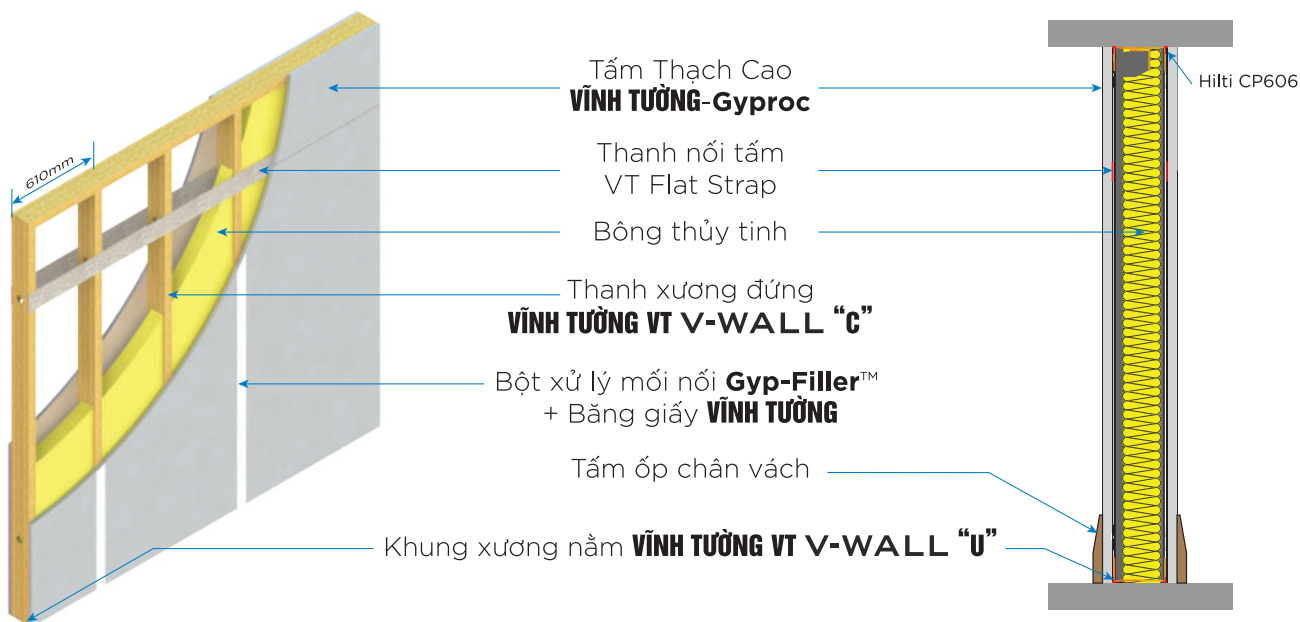 Tấm Thạch Cao
VĨNH TƯỜNG-Gyproc
Hilti CP606
610mm
Thanh nối tấm
VT Flat Strap
Bông thủy tinh
Thanh xương đứng
VĨNH TƯỜNG VT V-WALL “C”
Bột xử lý mối nối Gyp-Filler™
+ Băng giấy VĨNH TƯỜNG
Tấm ốp chân vách
Khung xương nằm VĨNH TƯỜNG VT V-WALL “U”